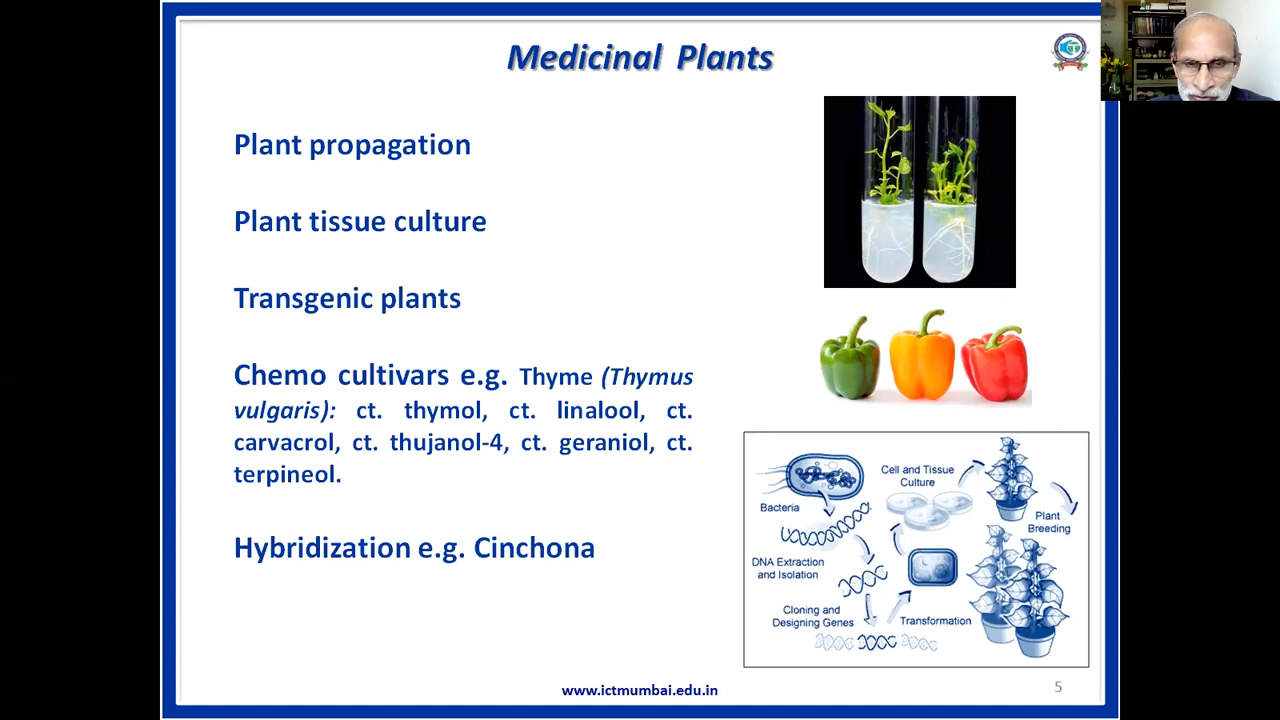 Medicinal Plants
Plant propagation
Plant tissue culture
Transgenic plants
Chemo cultivars e.g. Thyme (Thymus
vulgaris): ct. thymol, ct. linalool, ct.
carvacrol, ct. thujanol-4, ct. geraniol, ct.
terpineol.
Hybridization e.g. Cinchona
Bacteria
Cell and Tissue
Culture
Plant
Breeding
DNA Extraction
and Isolation
Cloning and
Designing Genes
Transformation
www.ictmumbai.edu.in
5